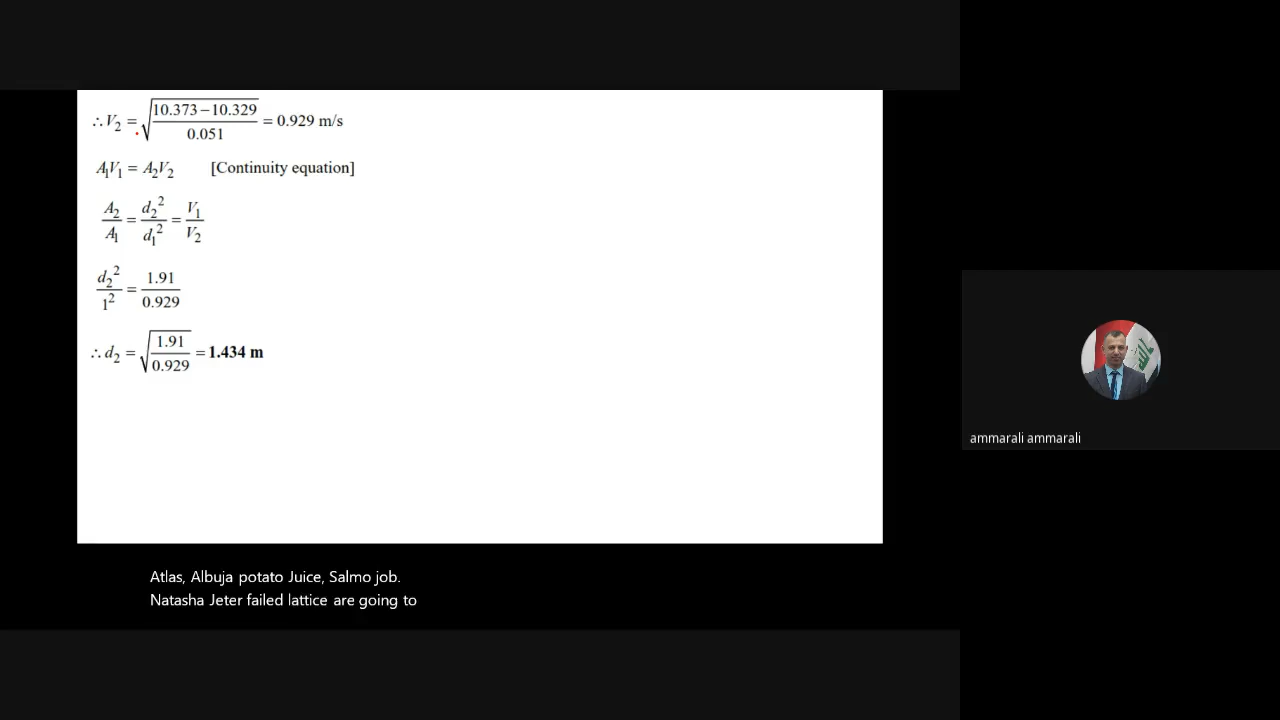 ∴ V₂ = √((10.373 − 10.329)/0.051) = 0.929 m/s
A₁V₁ = A₂V₂ [Continuity equation]
A₂/A₁ = d₂²/d₁² = V₁/V₂
d₂²/1² = 1.91/0.929
∴ d₂ = √(1.91/0.929) = 1.434 m
ammarali ammarali
Atlas, Albuja potato Juice, Salmo job.
Natasha Jeter failed lattice are going to